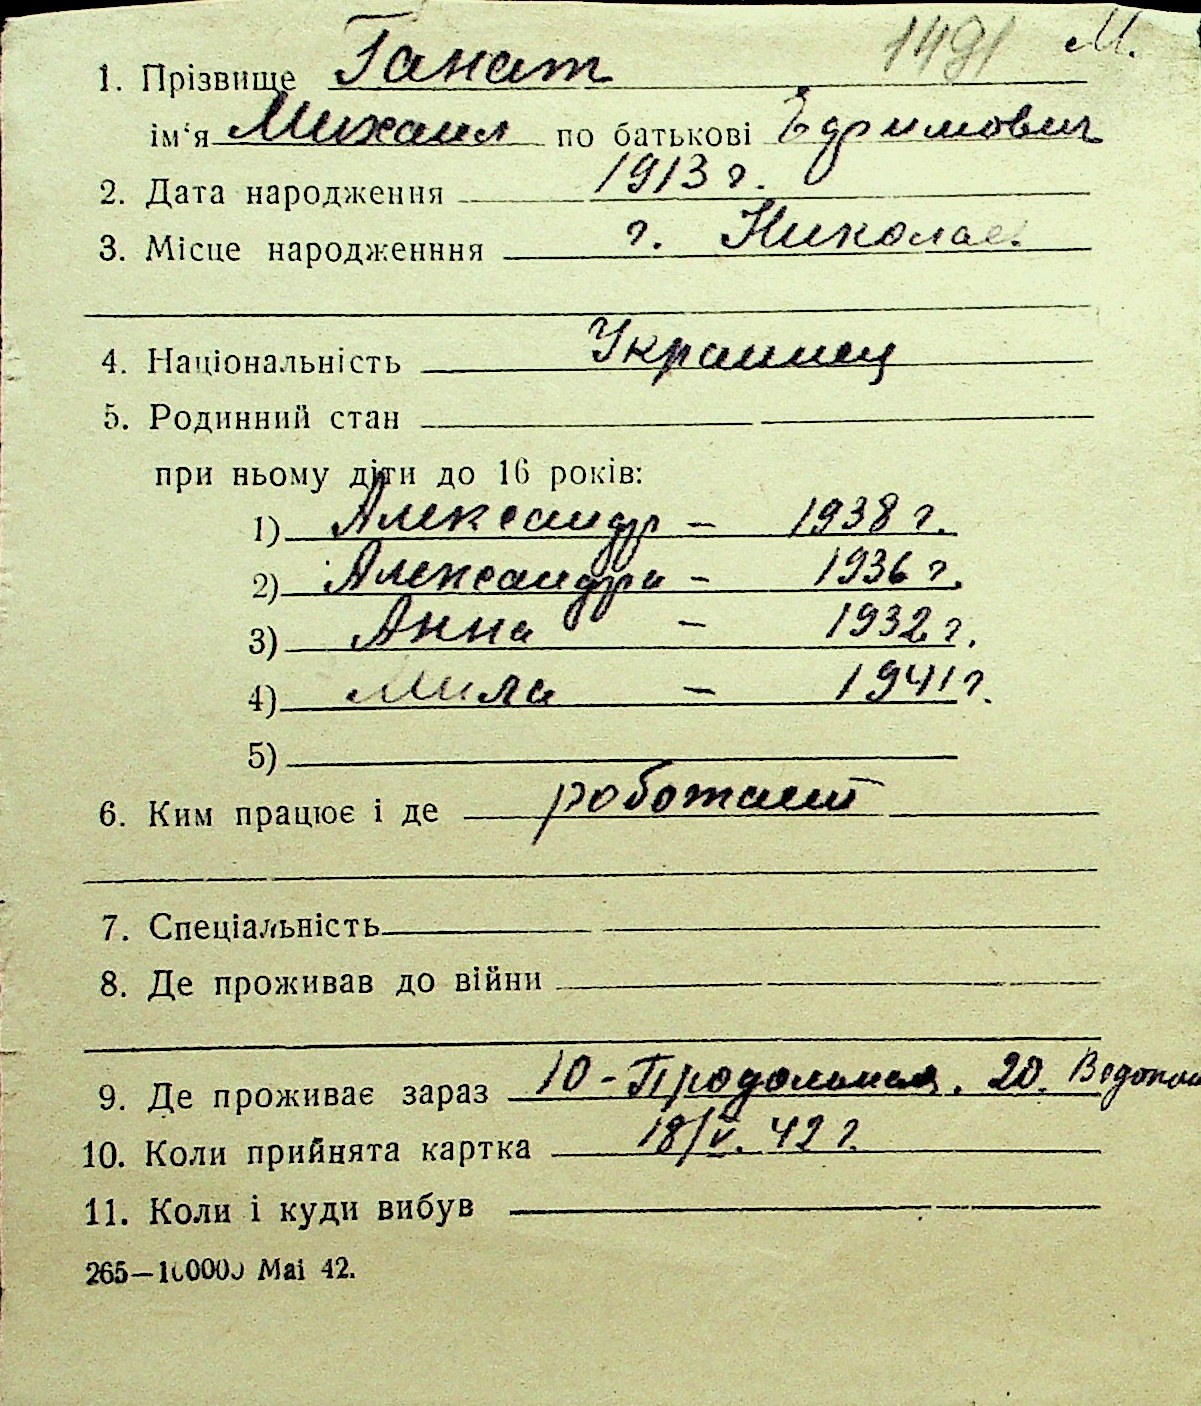 1491 М.
1. Прізвище Ганат
ім‘я Михаил по батькові Ефимович
2. Дата народження 1913 г.
3. Місце народженння г. Николаев
4. Національність Украинец
5. Родинний стан
при ньому діти до 16 років:
1) Александр – 1938 г.
2) Александра – 1936 г.
3) Анна – 1932 г.
4) Мила – 1941 г.
5)
6. Ким працює і де
7. Спеціальність
8. Де проживав до війни
9. Де проживає зараз 10 - Продольная. 20. Водопой
10. Коли прийнята картка 18/V. 42 г.
11. Коли і куди вибув
265—100000 Mai 42.